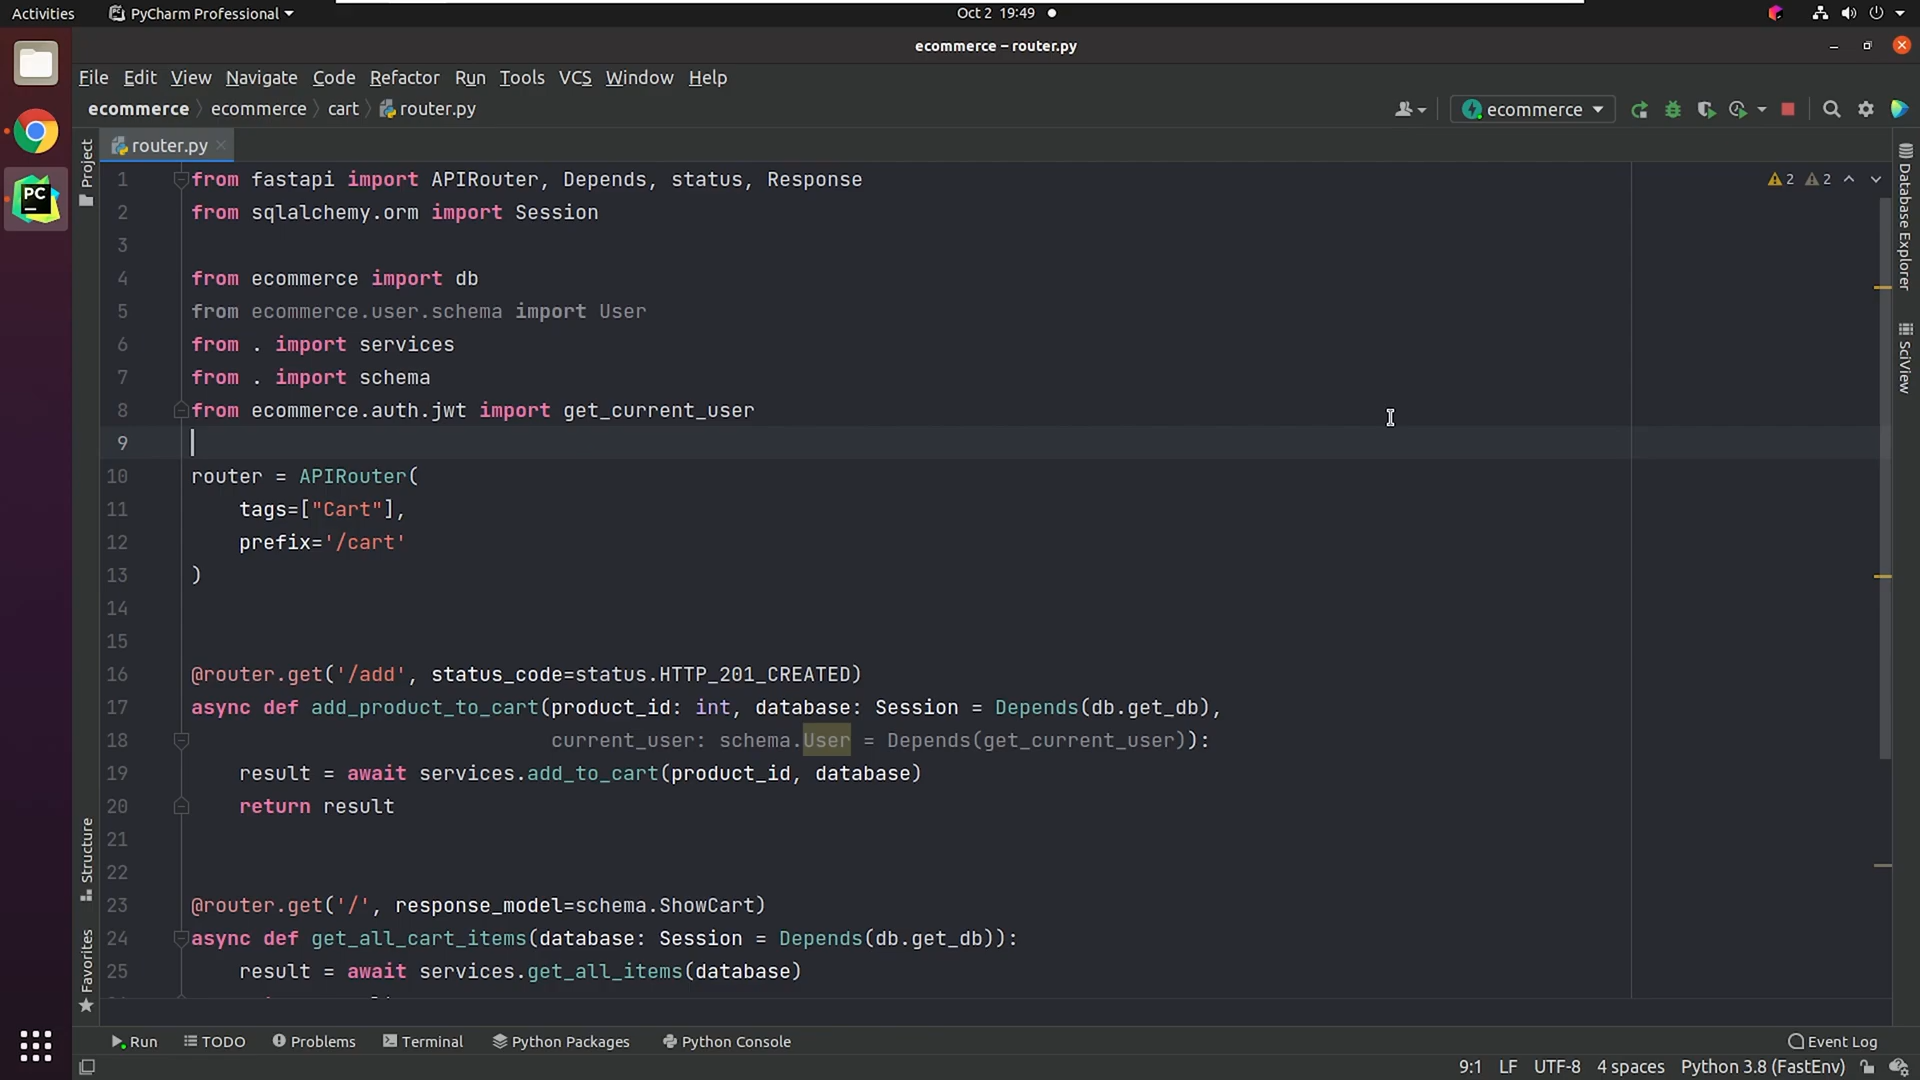 Activities
PyCharm Professional
Oct 2 19:49
ecommerce – router.py
File Edit View Navigate Code Refactor Run Tools VCS Window Help
ecommerce ecommerce cart router.py
ecommerce
router.py
Project
PC
2 2
1 from fastapi import APIRouter, Depends, status, Response
2 from sqlalchemy.orm import Session
3
4 from ecommerce import db
5 from ecommerce.user.schema import User
6 from . import services
7 from . import schema
8 from ecommerce.auth.jwt import get_current_user
9
10 router = APIRouter(
11 tags=["Cart"],
12 prefix='/cart'
13 )
14
15
16 @router.get('/add', status_code=status.HTTP_201_CREATED)
17 async def add_product_to_cart(product_id: int, database: Session = Depends(db.get_db),
18 current_user: schema.User = Depends(get_current_user)):
19 result = await services.add_to_cart(product_id, database)
20 return result
21
22
23 @router.get('/', response_model=schema.ShowCart)
24 async def get_all_cart_items(database: Session = Depends(db.get_db)):
25 result = await services.get_all_items(database)
Database Explorer
SciView
Structure
Favorites
Run TODO Problems Terminal Python Packages Python Console Event Log
9:1 LF UTF-8 4 spaces Python 3.8 (FastEnv)